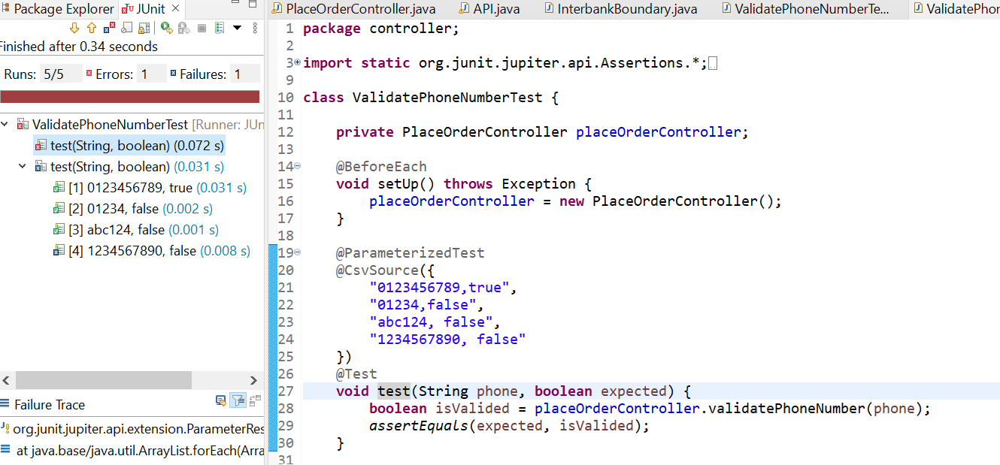 Package Explorer JUnit
Finished after 0.34 seconds
Runs: 5/5 Errors: 1 Failures: 1
ValidatePhoneNumberTest [Runner: JUn
test(String, boolean) (0.072 s)
test(String, boolean) (0.031 s)
[1] 0123456789, true (0.031 s)
[2] 01234, false (0.002 s)
[3] abc124, false (0.001 s)
[4] 1234567890, false (0.008 s)
Failure Trace
org.junit.jupiter.api.extension.ParameterRes
at java.base/java.util.ArrayList.forEach(Arra
PlaceOrderController.java API.java InterbankBoundary.java ValidatePhoneNumberTe... ValidatePhon
1 package controller;
2
3 import static org.junit.jupiter.api.Assertions.*;
9
10 class ValidatePhoneNumberTest {
11
12 private PlaceOrderController placeOrderController;
13
14 @BeforeEach
15 void setUp() throws Exception {
16 placeOrderController = new PlaceOrderController();
17 }
18
19 @ParameterizedTest
20 @CsvSource({
21 "0123456789,true",
22 "01234,false",
23 "abc124, false",
24 "1234567890, false"
25 })
26 @Test
27 void test(String phone, boolean expected) {
28 boolean isValided = placeOrderController.validatePhoneNumber(phone);
29 assertEquals(expected, isValided);
30 }
31